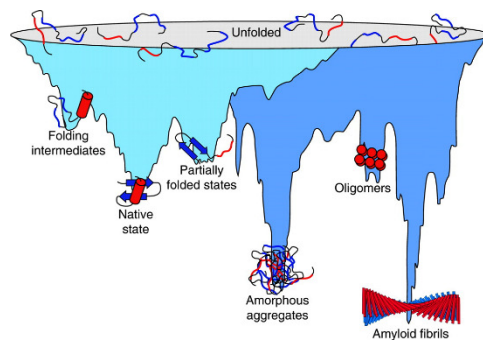 Unfolded
Folding
intermediates
Partially
folded states
Oligomers
Native
state
Amorphous
aggregates
Amyloid fibrils